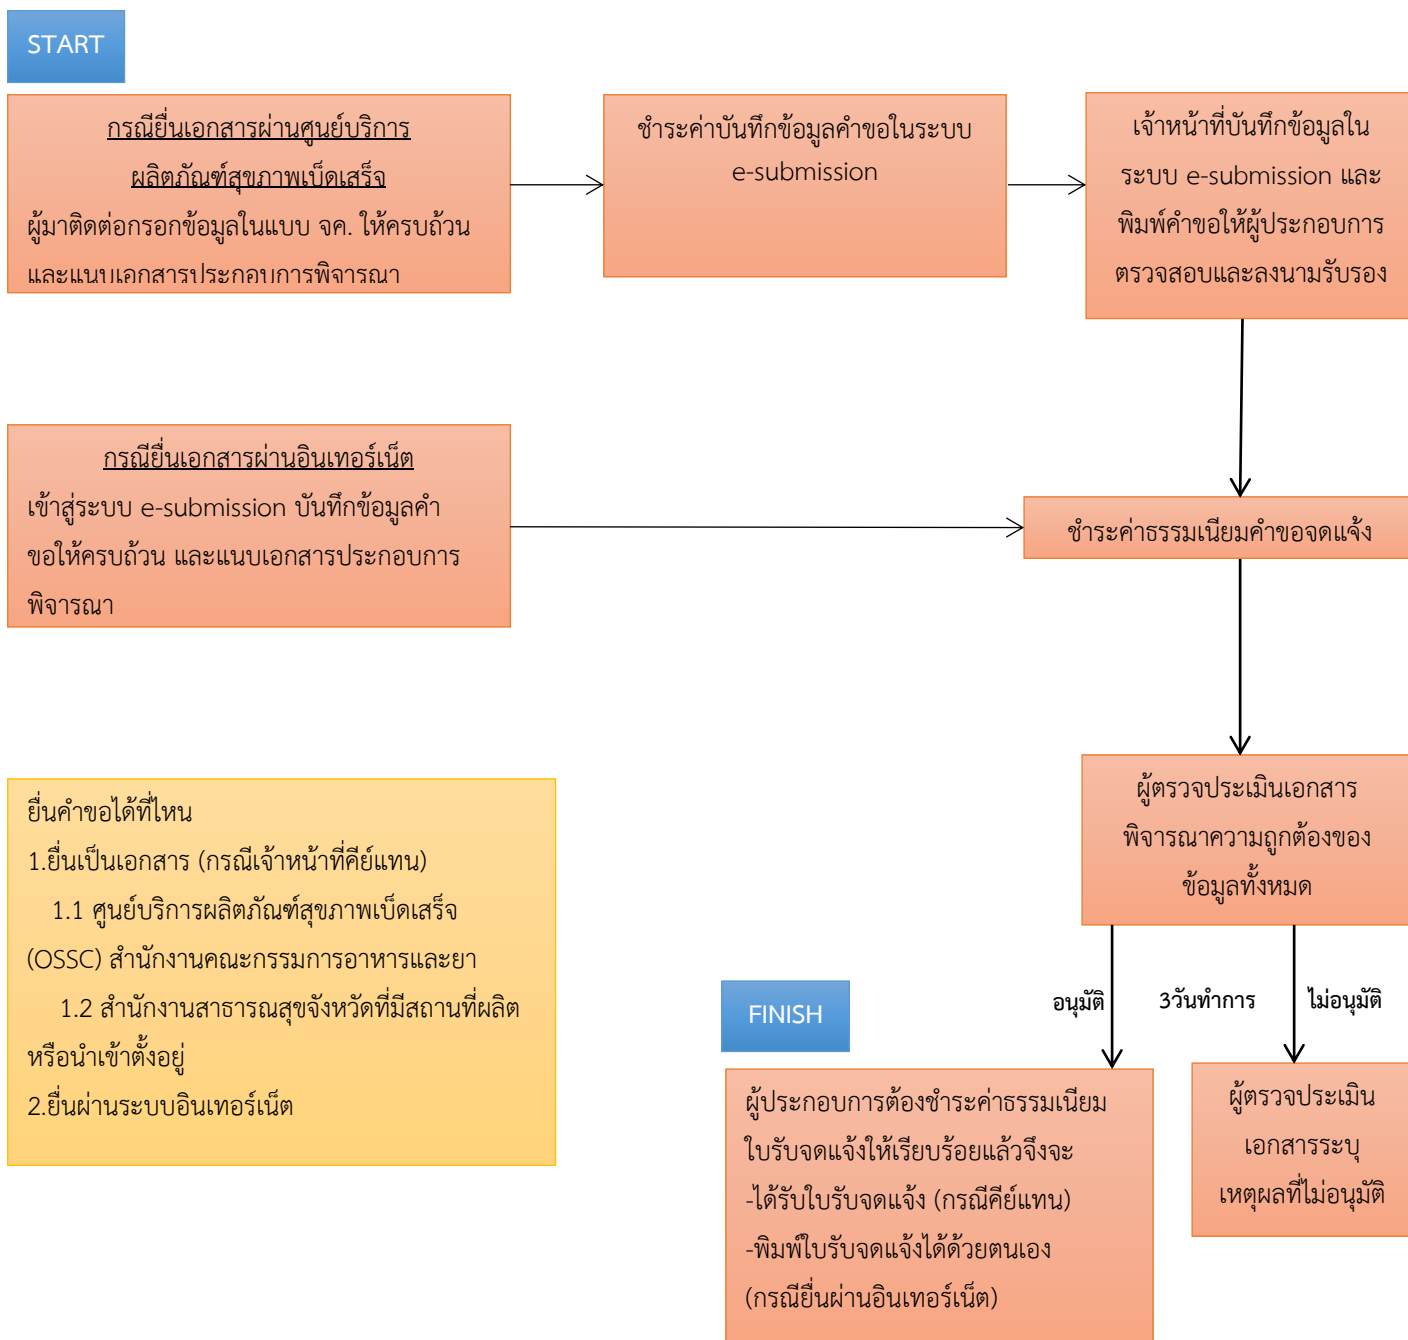 START
กรณียื่นเอกสารผ่านศูนย์บริการ
ผลิตภัณฑ์สุขภาพเบ็ดเสร็จ
ผู้มาติดต่อกรอกข้อมูลในแบบ จค. ให้ครบถ้วน
และแนบเอกสารประกอบการพิจารณา
ชำระค่าบันทึกข้อมูลคำขอในระบบ
e-submission
เจ้าหน้าที่บันทึกข้อมูลใน
ระบบ e-submission และ
พิมพ์คำขอให้ผู้ประกอบการ
ตรวจสอบและลงนามรับรอง
กรณียื่นเอกสารผ่านอินเทอร์เน็ต
เข้าสู่ระบบ e-submission บันทึกข้อมูลคำ
ขอให้ครบถ้วน และแนบเอกสารประกอบการ
พิจารณา
ชำระค่าธรรมเนียมคำขอจดแจ้ง
ผู้ตรวจประเมินเอกสาร
พิจารณาความถูกต้องของ
ข้อมูลทั้งหมด
ยื่นคำขอได้ที่ไหน
1.ยื่นเป็นเอกสาร (กรณีเจ้าหน้าที่คีย์แทน)
1.1 ศูนย์บริการผลิตภัณฑ์สุขภาพเบ็ดเสร็จ
(OSSC) สำนักงานคณะกรรมการอาหารและยา
1.2 สำนักงานสาธารณสุขจังหวัดที่มีสถานที่ผลิต
หรือนำเข้าตั้งอยู่
2.ยื่นผ่านระบบอินเทอร์เน็ต
อนุมัติ 3วันทำการ ไม่อนุมัติ
FINISH
ผู้ประกอบการต้องชำระค่าธรรมเนียม
ใบรับจดแจ้งให้เรียบร้อยแล้วจึงจะ
-ได้รับใบรับจดแจ้ง (กรณีคีย์แทน)
-พิมพ์ใบรับจดแจ้งได้ด้วยตนเอง
(กรณียื่นผ่านอินเทอร์เน็ต)
ผู้ตรวจประเมิน
เอกสารระบุ
เหตุผลที่ไม่อนุมัติ